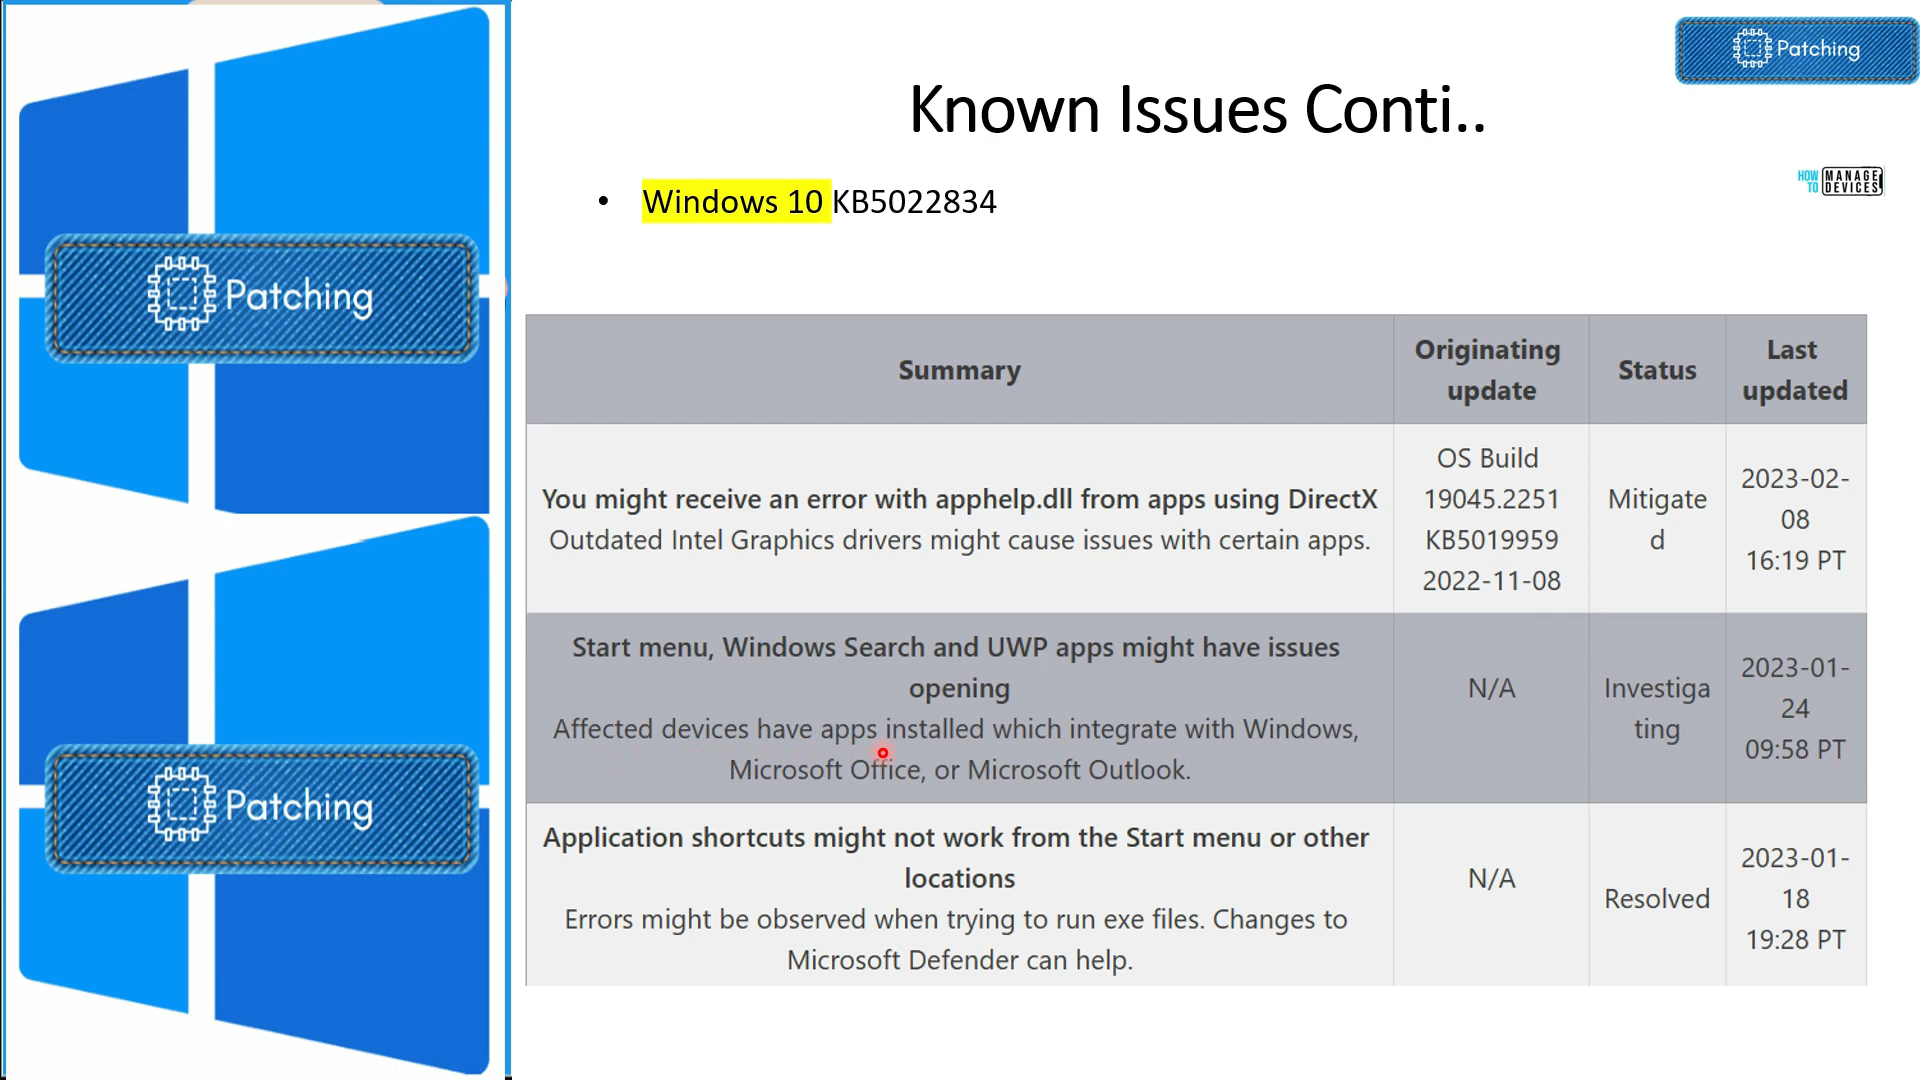 Patching
Known Issues Conti..
HOW TO MANAGE DEVICES
• Windows 10 KB5022834
Patching
Summary
Originating
update
Status
Last
updated
You might receive an error with apphelp.dll from apps using DirectX
Outdated Intel Graphics drivers might cause issues with certain apps.
OS Build
19045.2251
KB5019959
2022-11-08
Mitigate
d
2023-02-
08
16:19 PT
Start menu, Windows Search and UWP apps might have issues
opening
Affected devices have apps installed which integrate with Windows,
Microsoft Office, or Microsoft Outlook.
N/A
Investiga
ting
2023-01-
24
09:58 PT
Patching
Application shortcuts might not work from the Start menu or other
locations
Errors might be observed when trying to run exe files. Changes to
Microsoft Defender can help.
N/A
Resolved
2023-01-
18
19:28 PT